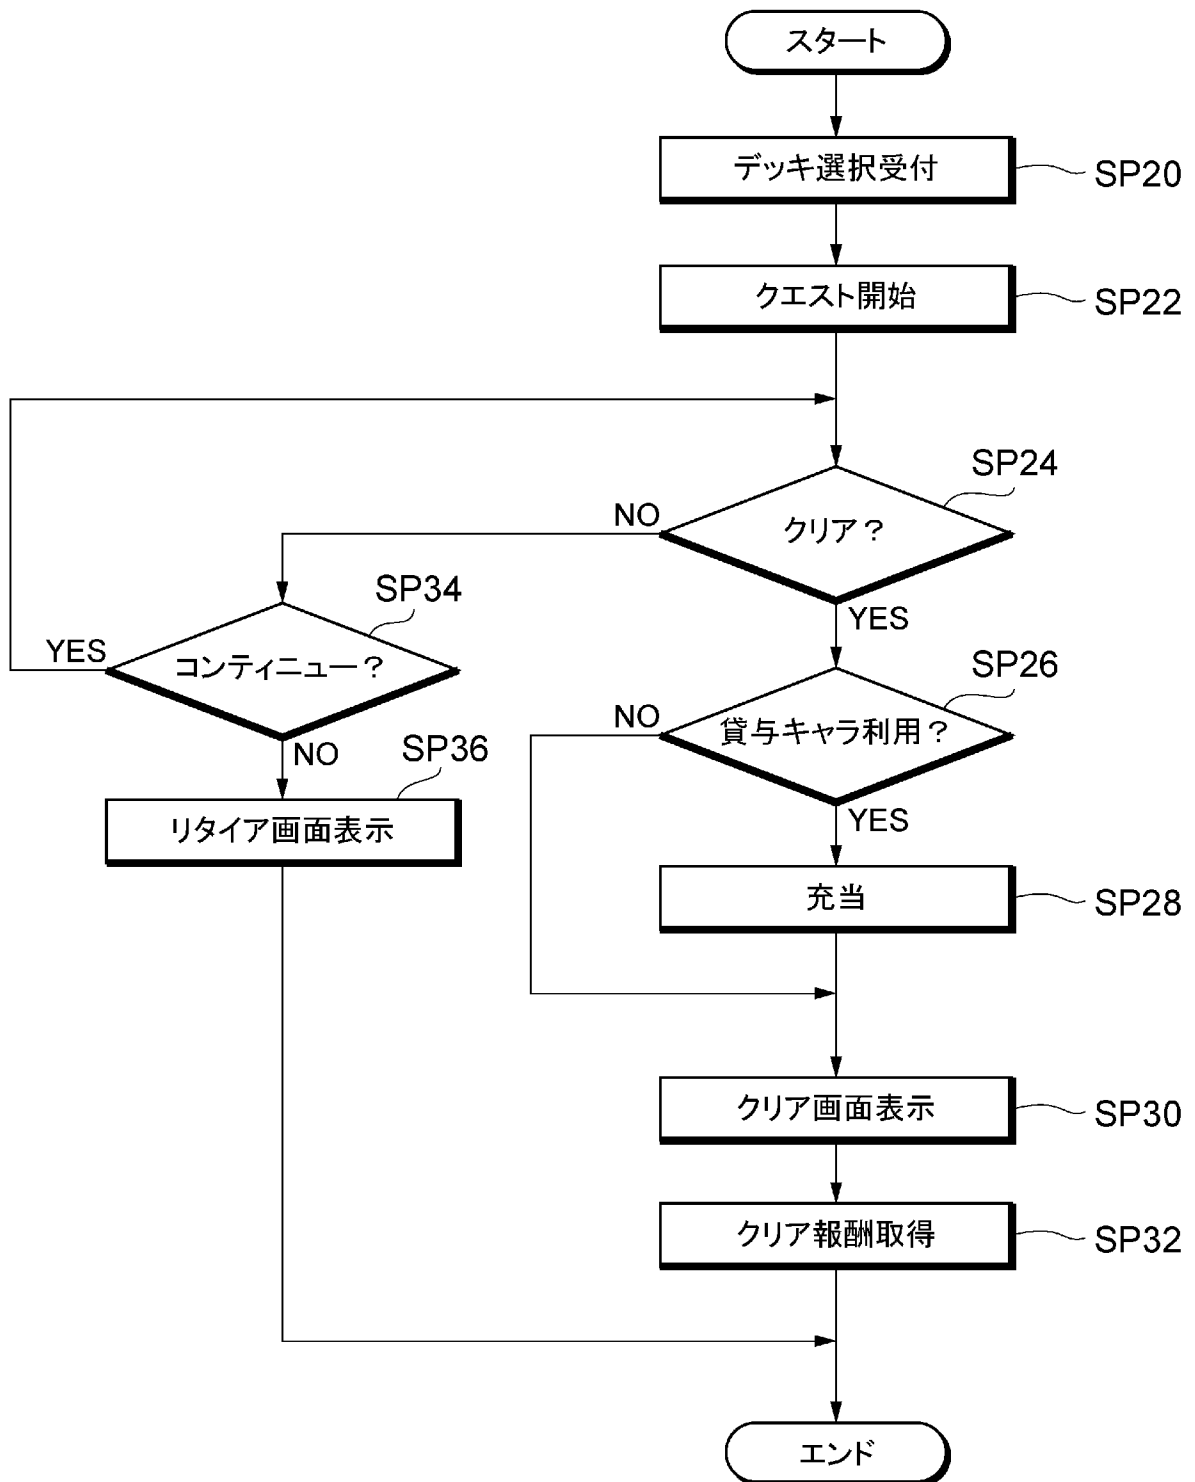 スタート
デッキ選択受付
SP20
クエスト開始
SP22
SP24
クリア？
NO
YES
SP34
コンティニュー？
YES
NO
SP26
貸与キャラ利用？
NO
YES
SP36
リタイア画面表示
充当
SP28
クリア画面表示
SP30
クリア報酬取得
SP32
エンド